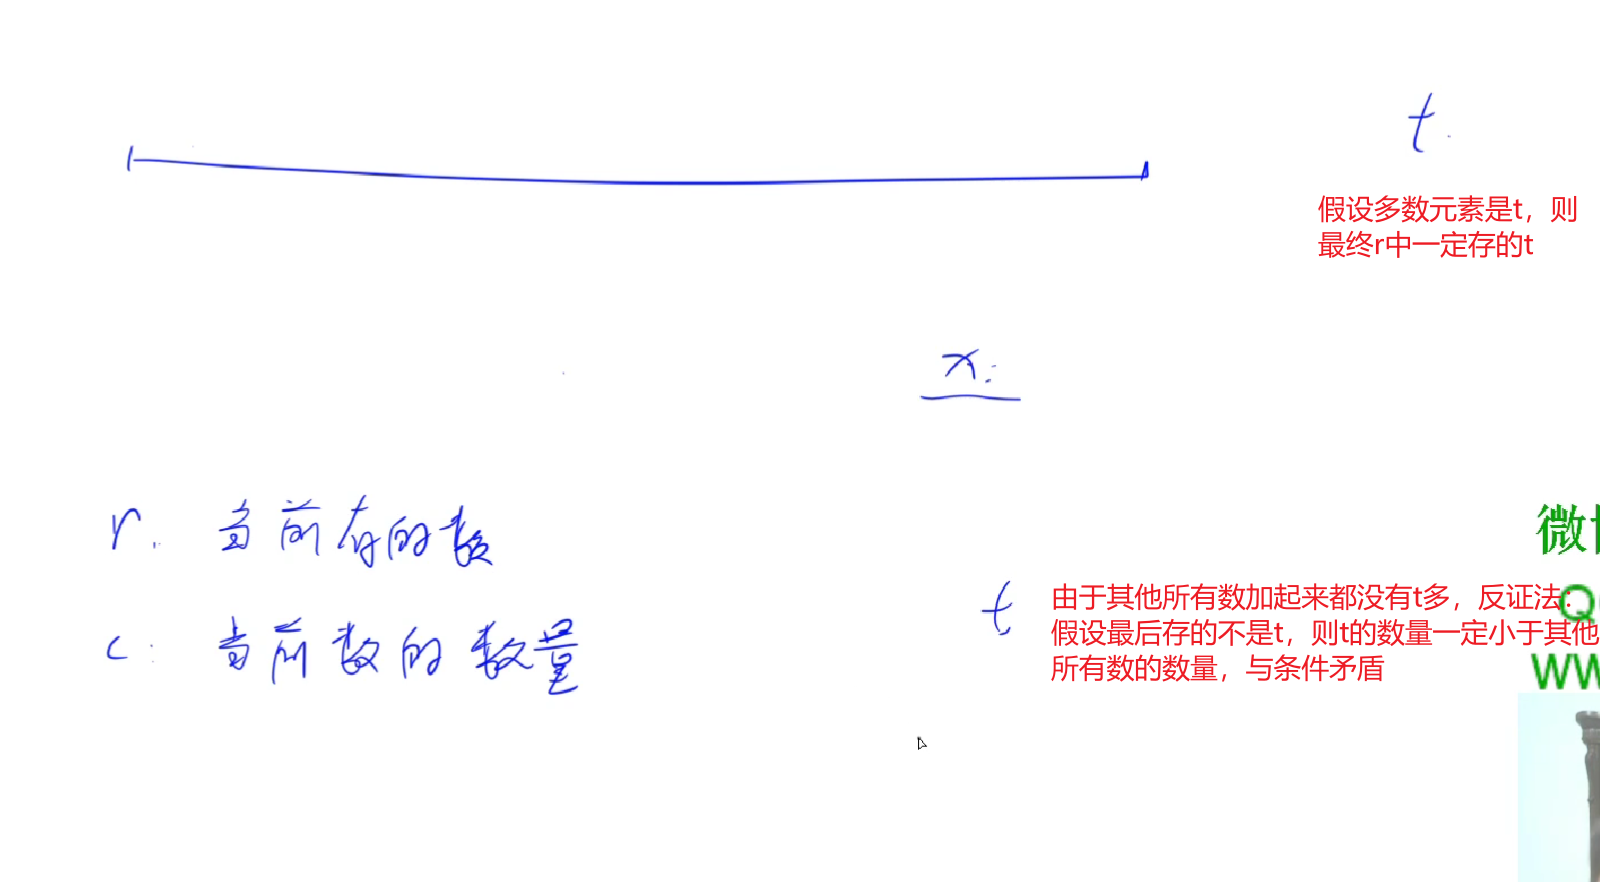 t.
假设多数元素是t，则
最终r中一定存的t
x:
r. 当前存的数
c: 当前数的数量
t
由于其他所有数加起来都没有t多，反证法：
假设最后存的不是t，则t的数量一定小于其他
所有数的数量，与条件矛盾
微
Q
WW